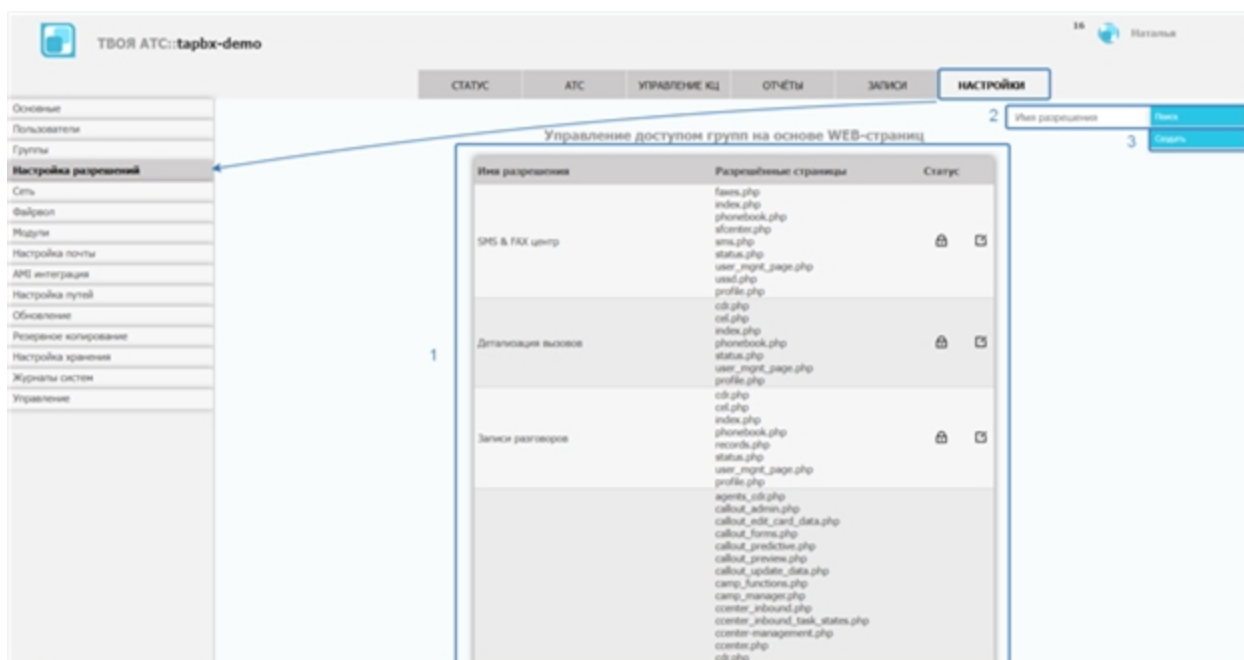 ТВОЯ АТС::tapbx-demo
16
Наталья
СТАТУС
АТС
УПРАВЛЕНИЕ КЦ
ОТЧЁТЫ
ЗАПИСИ
НАСТРОЙКИ
Основные
Пользователи
Группы
Настройка разрешений
Сеть
Файрвол
Модули
Настройка почты
AMI интеграция
Настройка путей
Обновление
Резервное копирование
Настройка хранения
Журналы систем
Управление
2
Имя разрешения
Поиск
3
Создать
Управление доступом групп на основе WEB-страниц
1
Имя разрешения
Разрешённые страницы
Статус
SMS & FAX центр
faxes.php
index.php
phonebook.php
sfcenter.php
sms.php
status.php
user_mgnt_page.php
ussd.php
profile.php
Детализация вызовов
cdr.php
cel.php
index.php
phonebook.php
status.php
user_mgnt_page.php
profile.php
Записи разговоров
cdr.php
cel.php
index.php
phonebook.php
records.php
status.php
user_mgnt_page.php
profile.php
agents_cdr.php
callout_admin.php
callout_edit_card_data.php
callout_forms.php
callout_predictive.php
callout_preview.php
callout_update_data.php
camp_functions.php
camp_manager.php
ccenter_inbound.php
ccenter_inbound_task_states.php
ccenter-management.php
ccenter.php
cdr.php